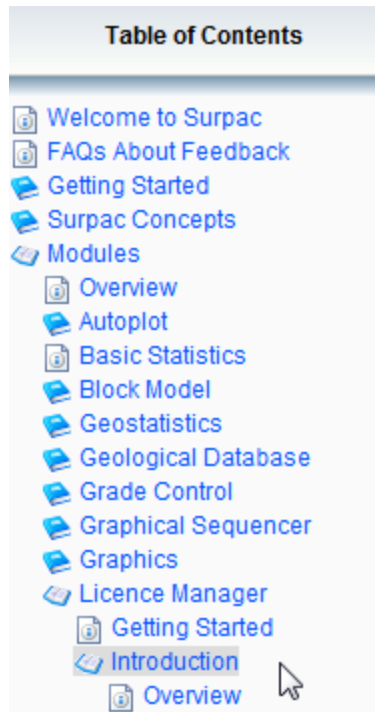 Table of Contents
Welcome to Surpac
FAQs About Feedback
Getting Started
Surpac Concepts
Modules
Overview
Autoplot
Basic Statistics
Block Model
Geostatistics
Geological Database
Grade Control
Graphical Sequencer
Graphics
Licence Manager
Getting Started
Introduction
Overview